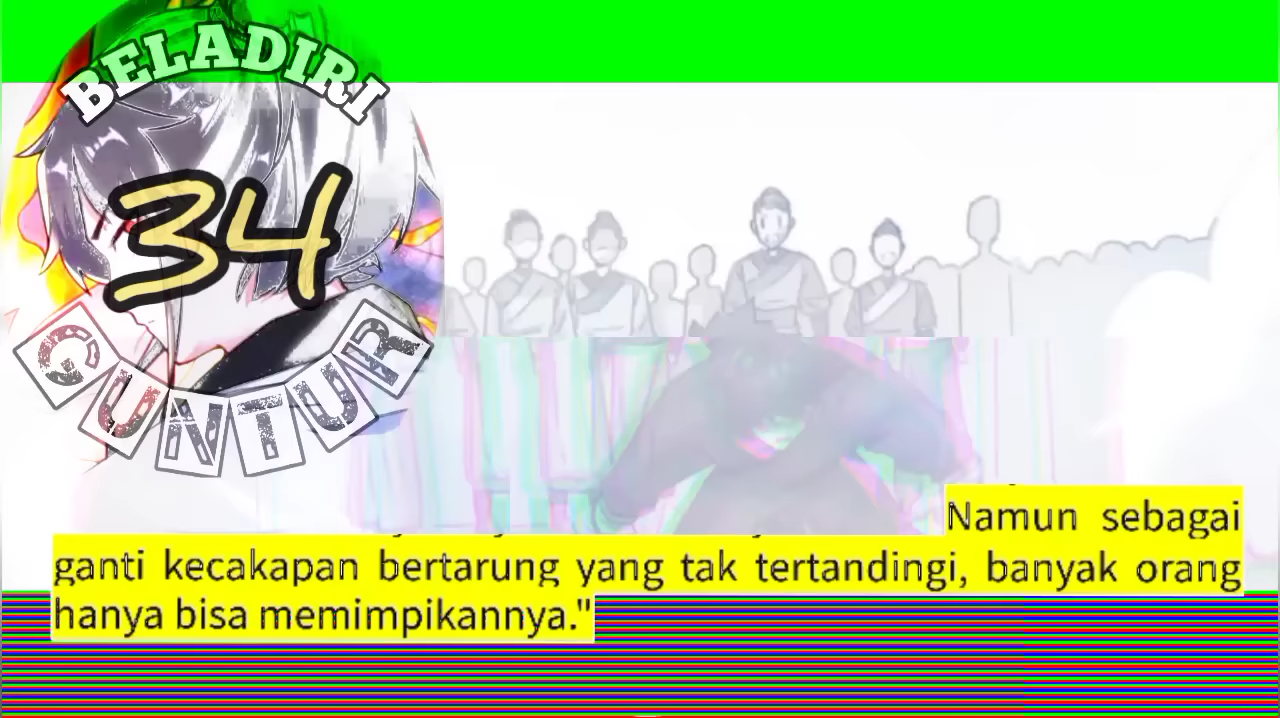 BELADIRI
34
GUNTUR
Namun sebagai
ganti kecakapan bertarung yang tak tertandingi, banyak orang
hanya bisa memimpikannya."